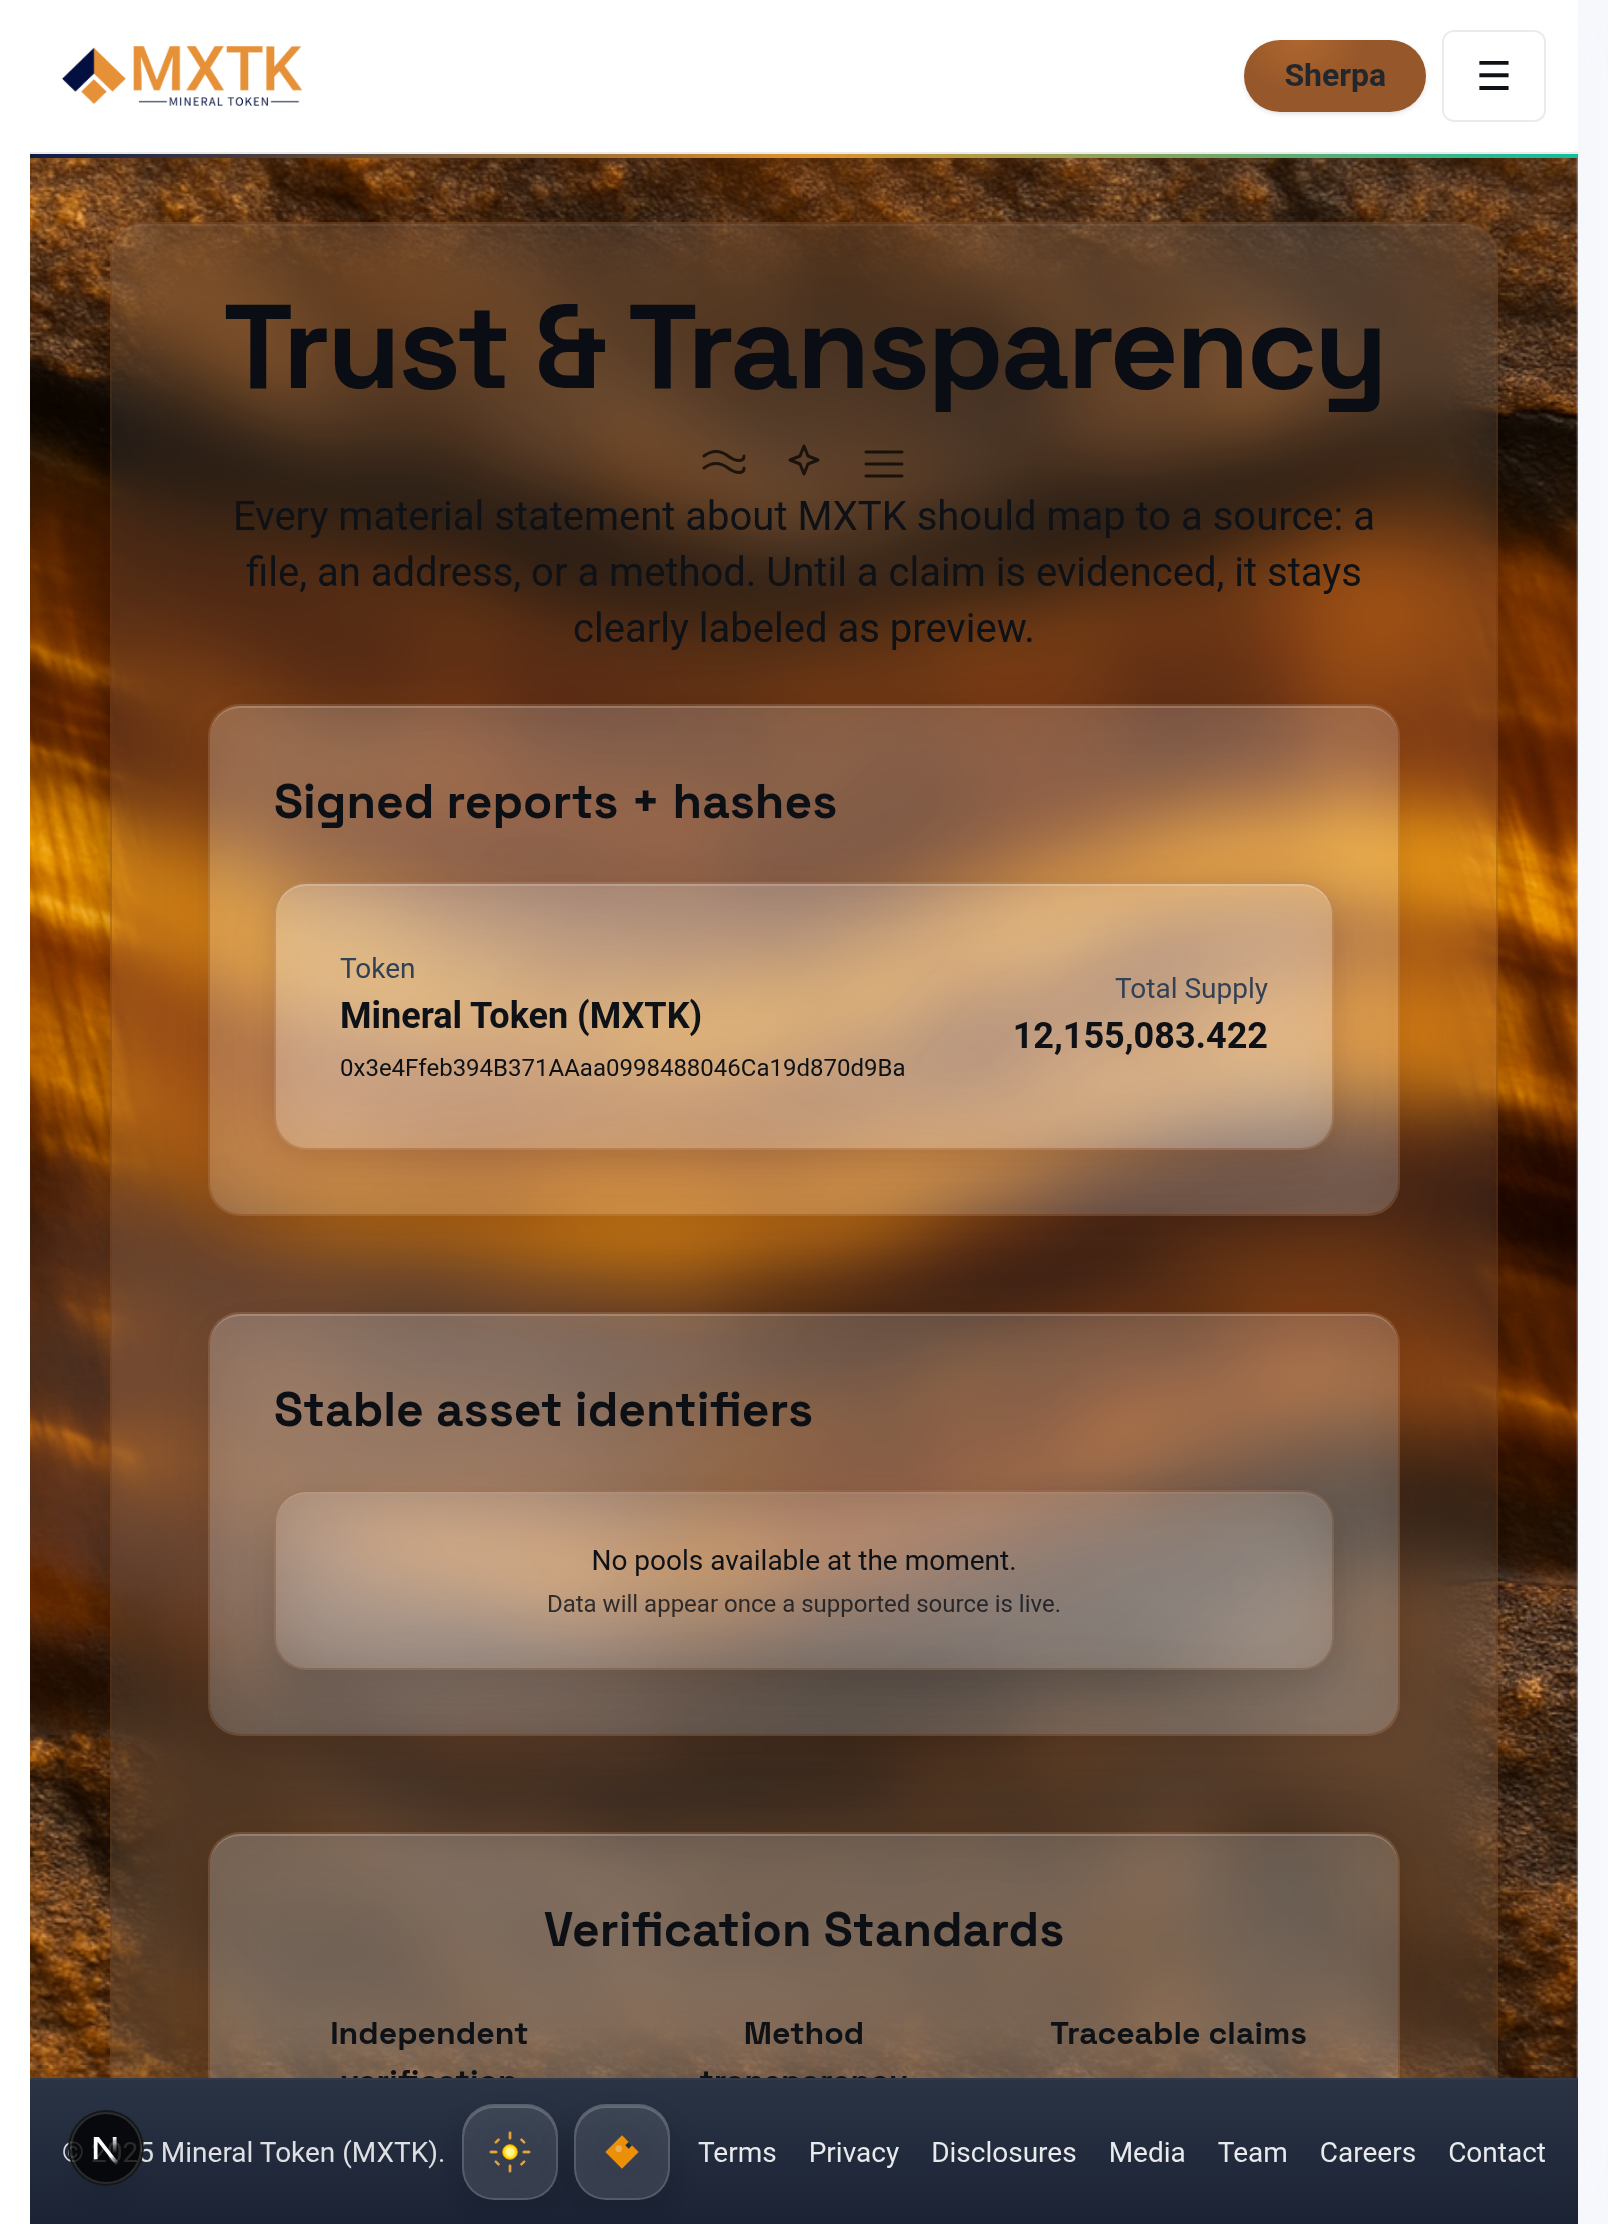 MXTK
MINERAL TOKEN
Sherpa
Trust & Transparency
Every material statement about MXTK should map to a source: a
file, an address, or a method. Until a claim is evidenced, it stays
clearly labeled as preview.
Signed reports + hashes
Token
Mineral Token (MXTK)
0x3e4Ffeb394B371AAaa0998488046Ca19d870d9Ba
Total Supply
12,155,083.422
Stable asset identifiers
No pools available at the moment.
Data will appear once a supported source is live.
Verification Standards
Independent
verification
Method
transparency
Traceable claims
© 2025 Mineral Token (MXTK).
N
Terms Privacy Disclosures Media Team Careers Contact